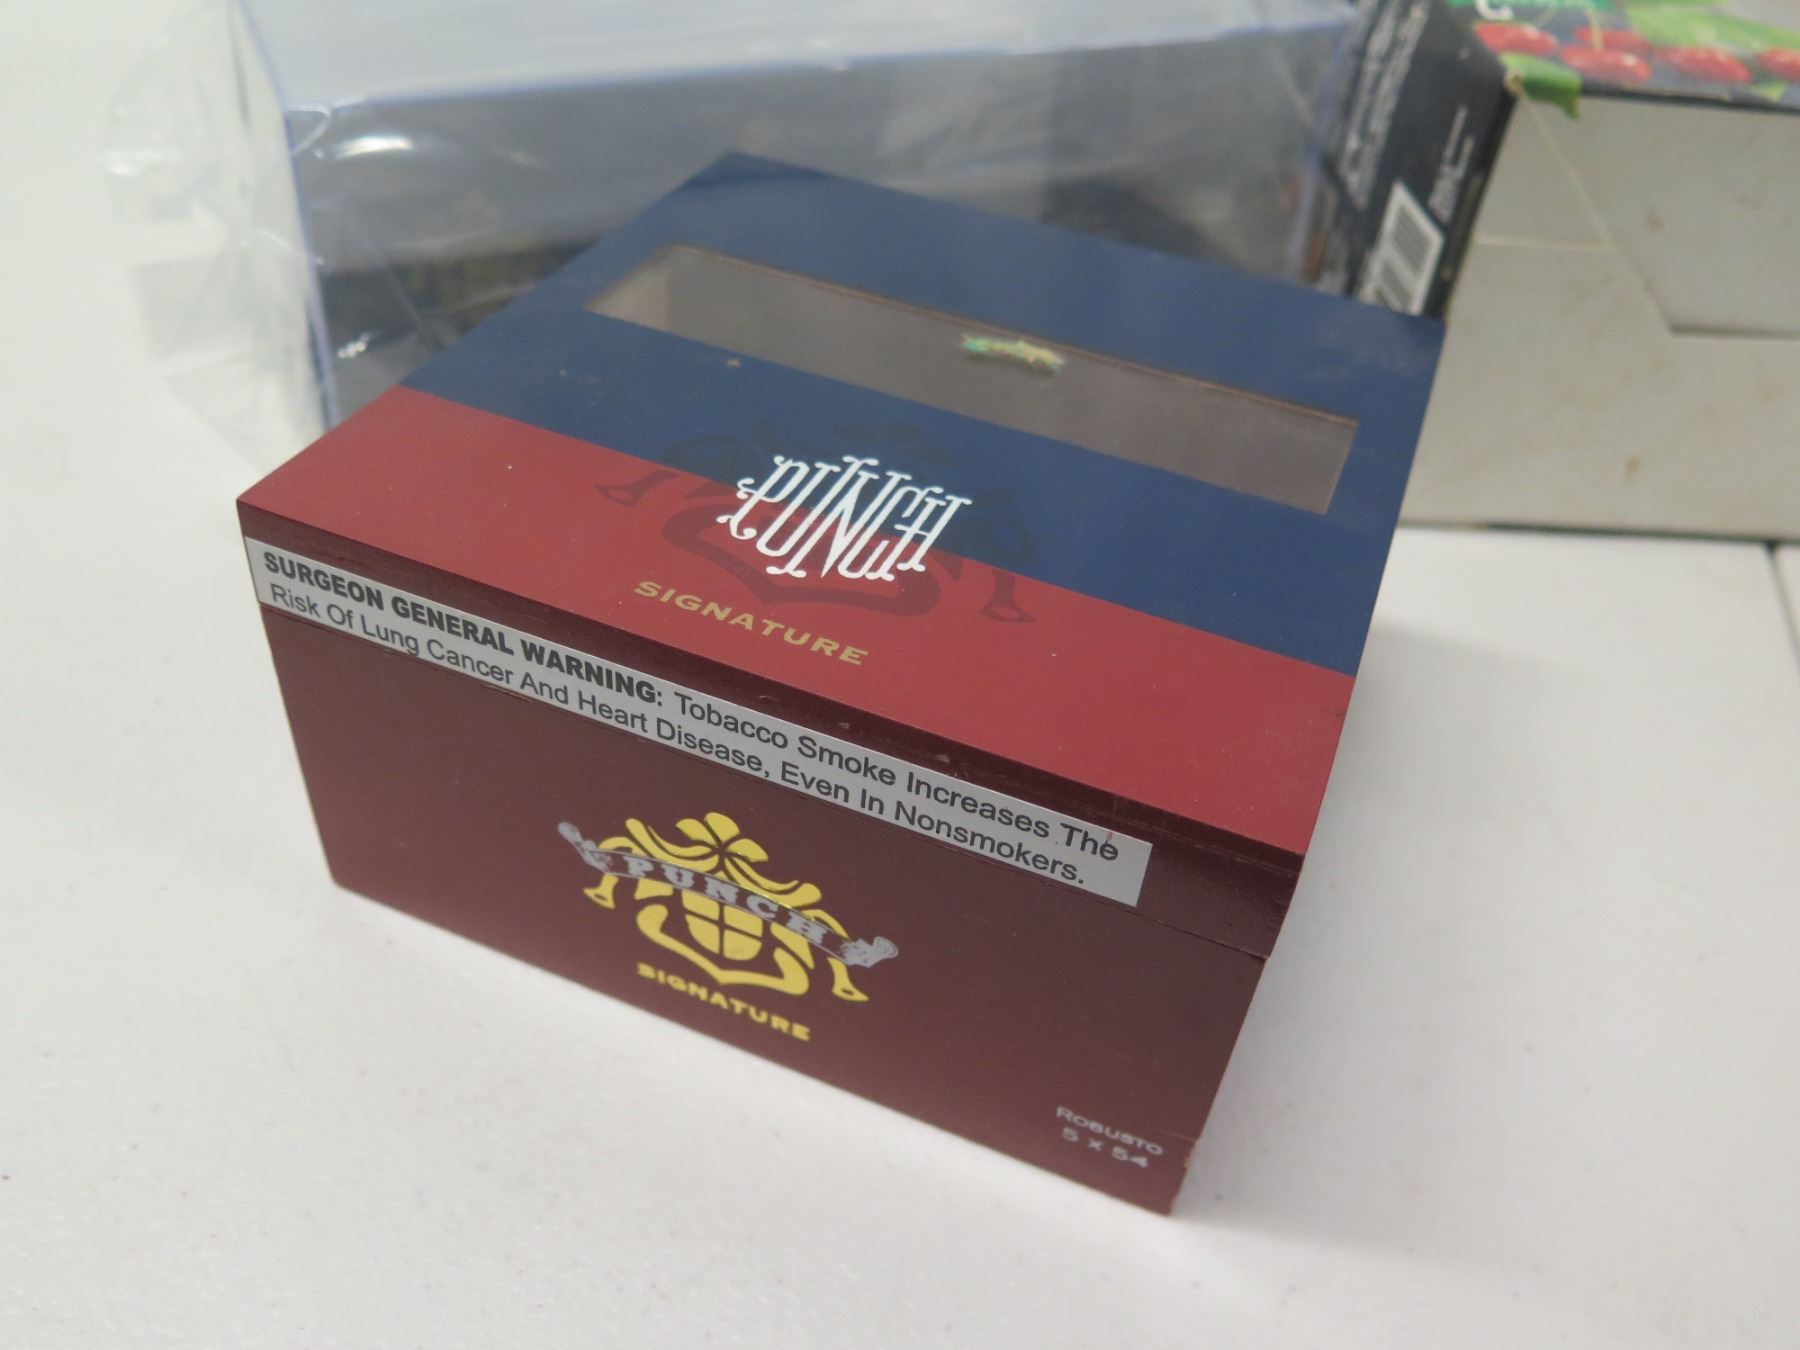 PUNCH
SIGNATURE
SURGEON GENERAL WARNING: Tobacco Smoke Increases The
Risk Of Lung Cancer And Heart Disease, Even In Nonsmokers.
PUNCH
SIGNATURE
ROBUSTO
5 x 54